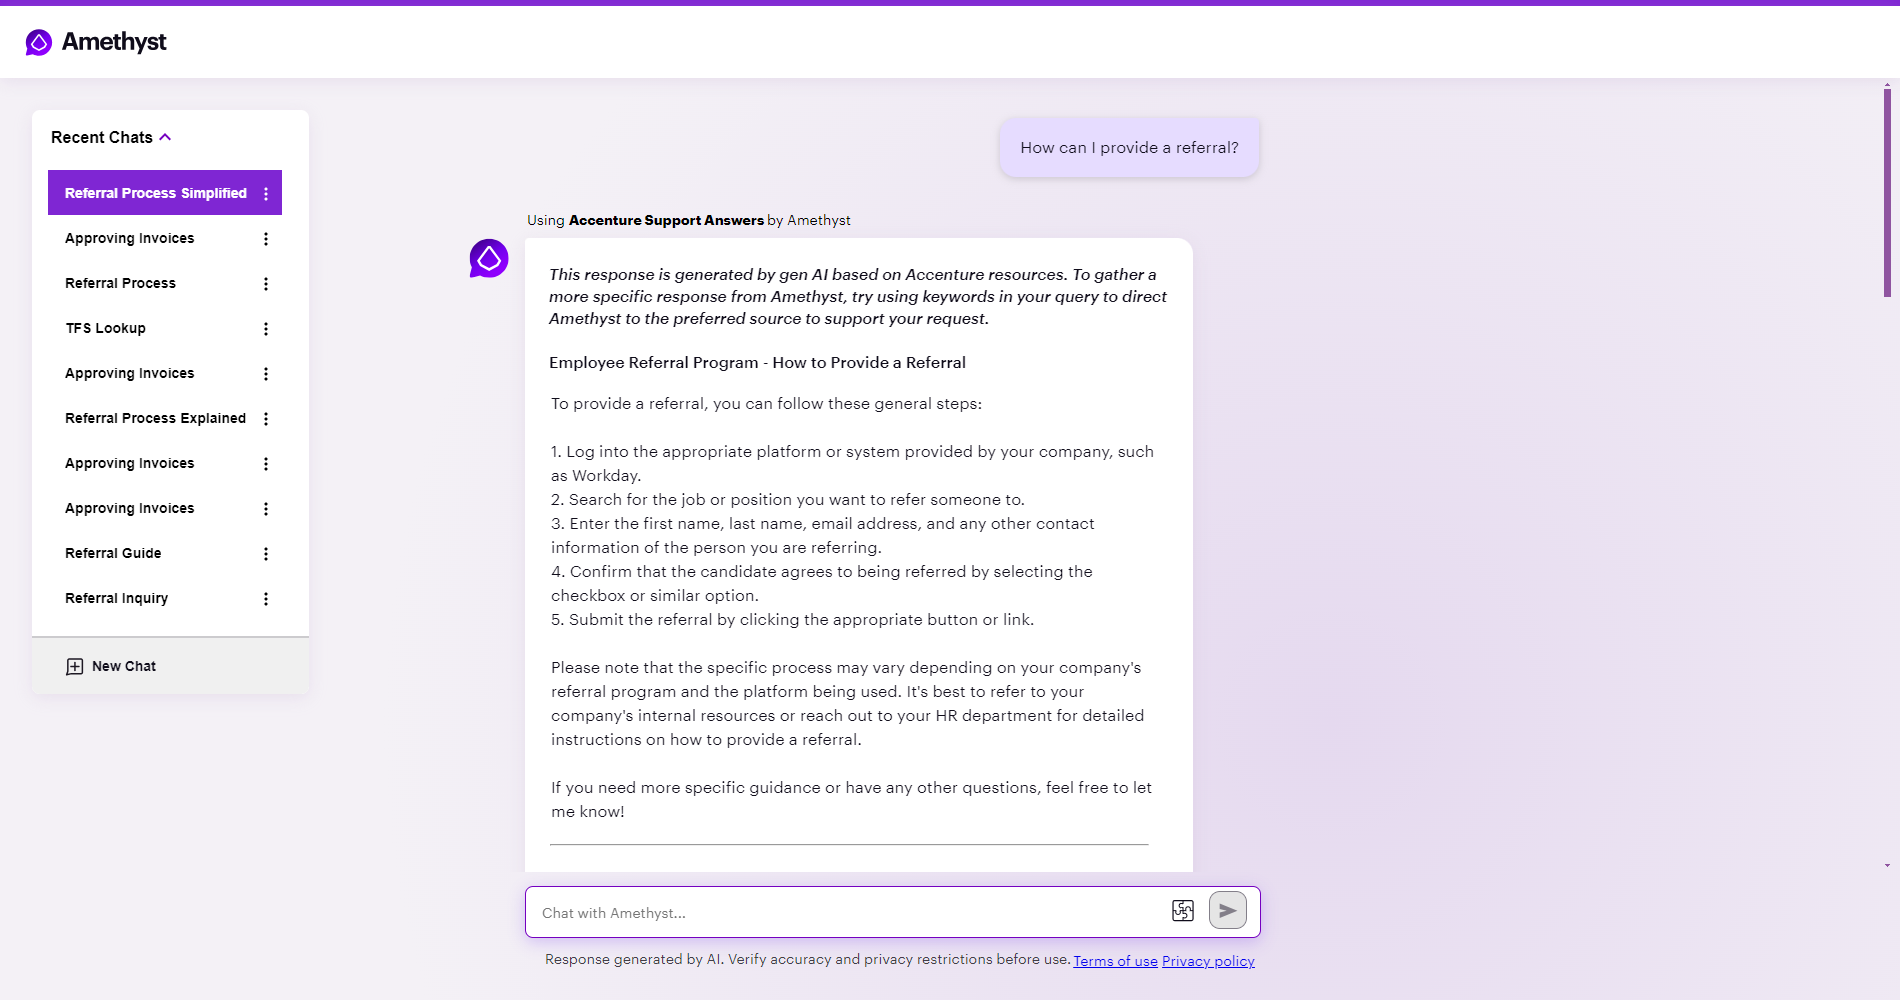 Amethyst
Recent Chats
Referral Process Simplified
Approving Invoices
Referral Process
TFS Lookup
Approving Invoices
Referral Process Explained
Approving Invoices
Approving Invoices
Referral Guide
Referral Inquiry
New Chat
How can I provide a referral?
Using Accenture Support Answers by Amethyst
This response is generated by gen AI based on Accenture resources. To gather a
more specific response from Amethyst, try using keywords in your query to direct
Amethyst to the preferred source to support your request.
Employee Referral Program - How to Provide a Referral
To provide a referral, you can follow these general steps:
1. Log into the appropriate platform or system provided by your company, such
as Workday.
2. Search for the job or position you want to refer someone to.
3. Enter the first name, last name, email address, and any other contact
information of the person you are referring.
4. Confirm that the candidate agrees to being referred by selecting the
checkbox or similar option.
5. Submit the referral by clicking the appropriate button or link.
Please note that the specific process may vary depending on your company's
referral program and the platform being used. It's best to refer to your
company's internal resources or reach out to your HR department for detailed
instructions on how to provide a referral.
If you need more specific guidance or have any other questions, feel free to let
me know!
Chat with Amethyst...
Response generated by AI. Verify accuracy and privacy restrictions before use. Terms of use Privacy policy